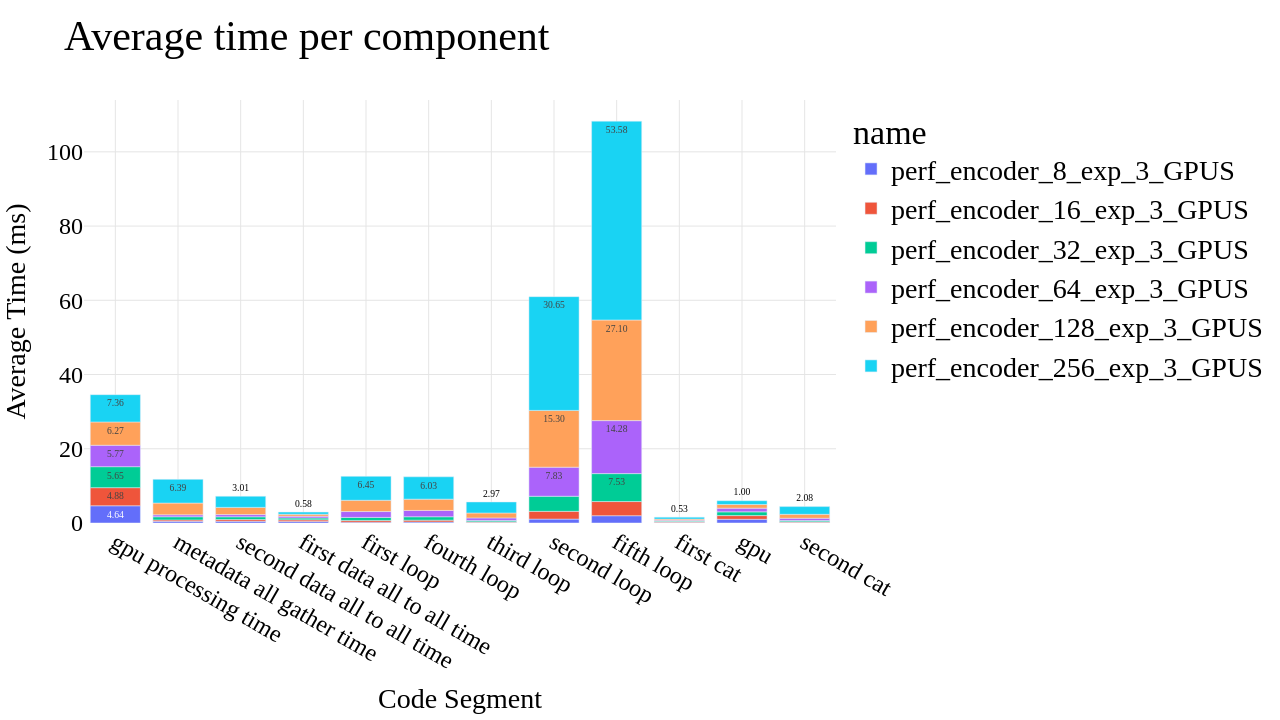 Average time per component
Average Time (ms)
100
80
60
40
20
0
7.36
6.27
5.77
5.65
4.88
4.64
6.39
3.01
0.58
6.45
6.03
2.97
30.65
15.30
7.83
53.58
27.10
14.28
7.53
0.53
1.00
2.08
gpu processing time
metadata all gather time
second data all to all time
first data all to all time
first loop
fourth loop
third loop
second loop
fifth loop
first cat
gpu
second cat
Code Segment
name
perf_encoder_8_exp_3_GPUS
perf_encoder_16_exp_3_GPUS
perf_encoder_32_exp_3_GPUS
perf_encoder_64_exp_3_GPUS
perf_encoder_128_exp_3_GPUS
perf_encoder_256_exp_3_GPUS